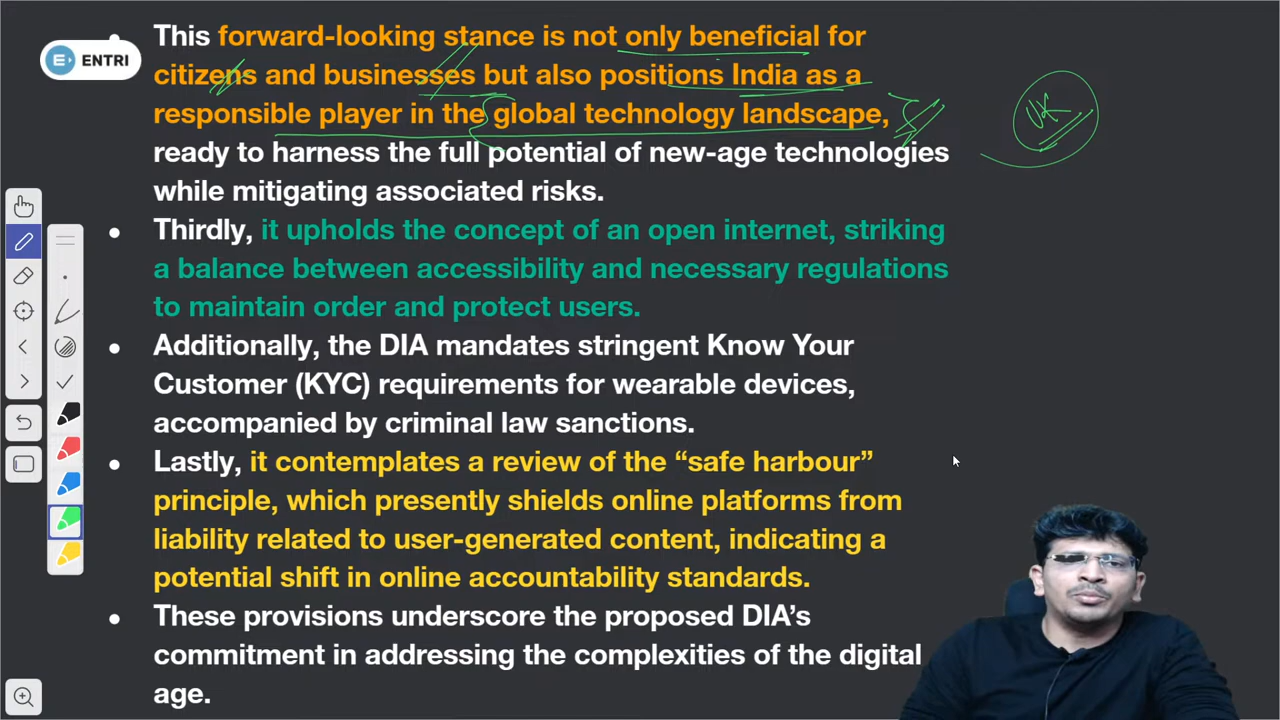 This forward-looking stance is not only beneficial for
ENTRI
citizens and businesses but also positions India as a
responsible player in the global technology landscape,
UK
ready to harness the full potential of new-age technologies
while mitigating associated risks.
Thirdly, it upholds the concept of an open internet, striking
a balance between accessibility and necessary regulations
to maintain order and protect users.
Additionally, the DIA mandates stringent Know Your
Customer (KYC) requirements for wearable devices,
accompanied by criminal law sanctions.
Lastly, it contemplates a review of the “safe harbour”
principle, which presently shields online platforms from
liability related to user-generated content, indicating a
potential shift in online accountability standards.
These provisions underscore the proposed DIA’s
commitment in addressing the complexities of the digital
age.